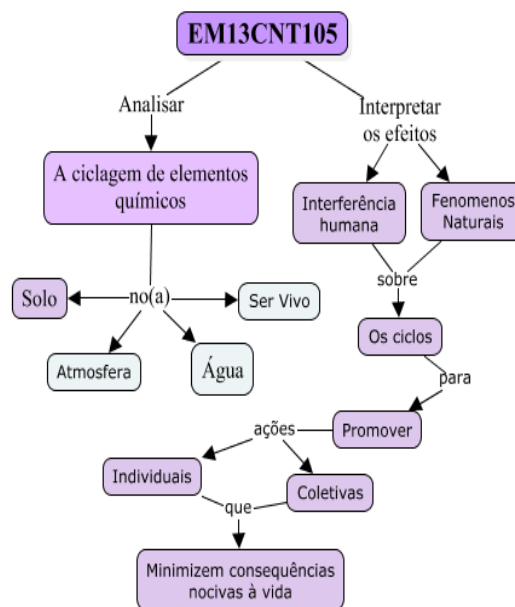 EM13CNT105
Analisar
Interpretar
os efeitos
A ciclagem de elementos
químicos
Interferência
humana
Fenomenos
Naturais
sobre
Solo
no(a)
Ser Vivo
Atmosfera
Água
Os ciclos
para
Promover
ações
Individuais
Coletivas
que
Minimizem consequências
nocivas à vida